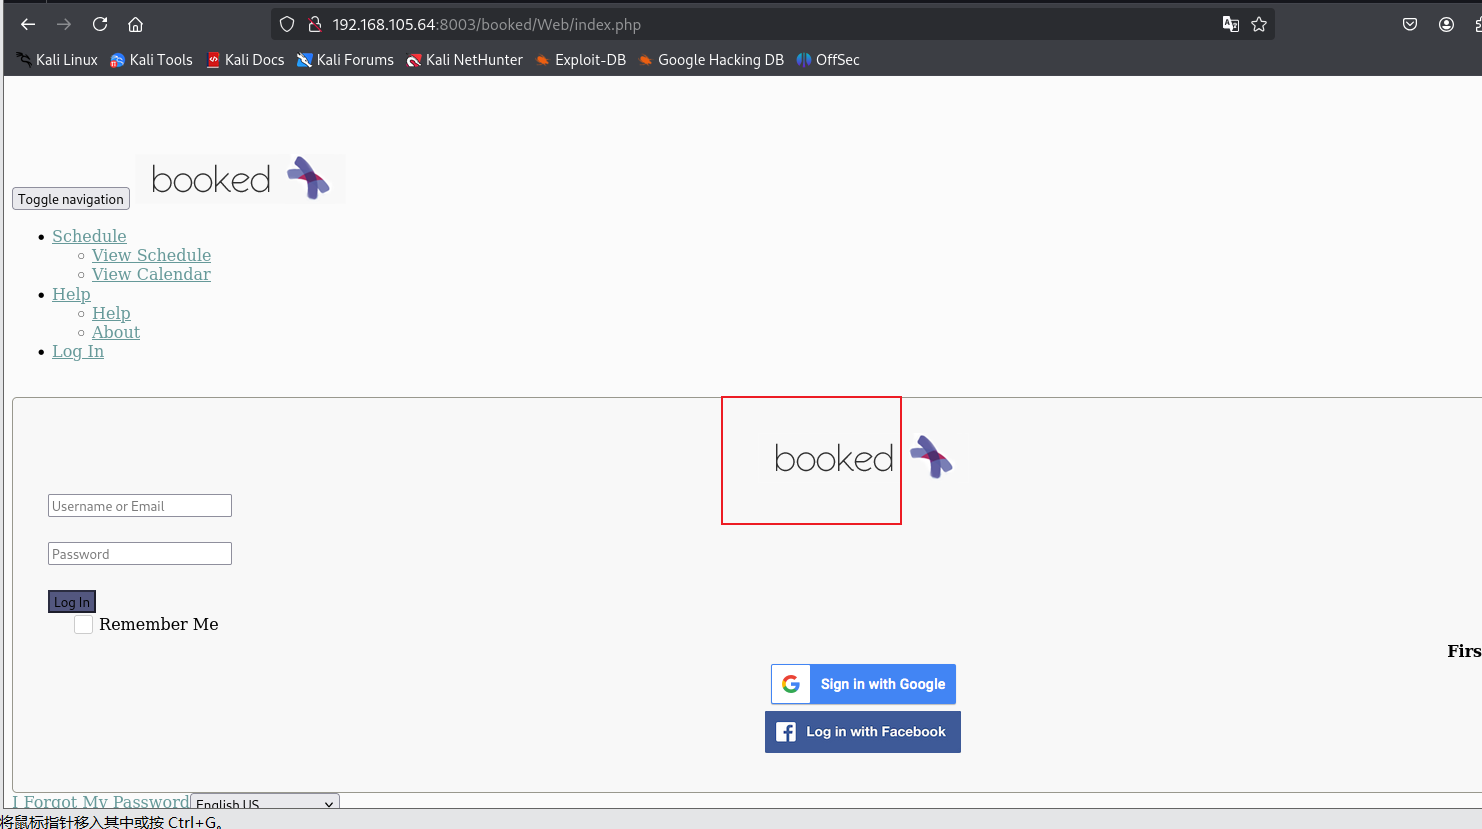 192.168.105.64:8003/booked/Web/index.php
Kali Linux Kali Tools Kali Docs Kali Forums Kali NetHunter Exploit-DB Google Hacking DB OffSec
booked
Toggle navigation
Schedule
View Schedule
View Calendar
Help
Help
About
Log In
booked
Username or Email
Password
Log In
Remember Me
Firs
Sign in with Google
Log in with Facebook
I Forgot My Password English US
将鼠标指针移入其中或按 Ctrl+G。